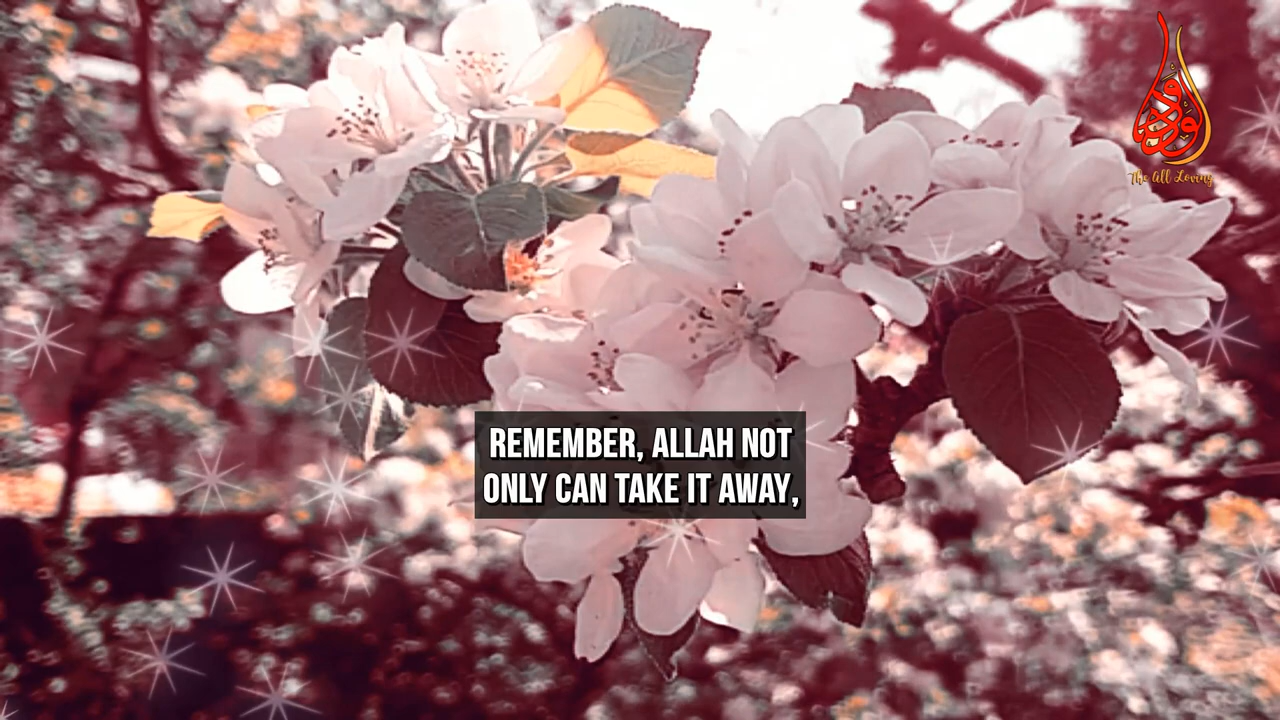 The All Loving
REMEMBER, ALLAH NOT
ONLY CAN TAKE IT AWAY,